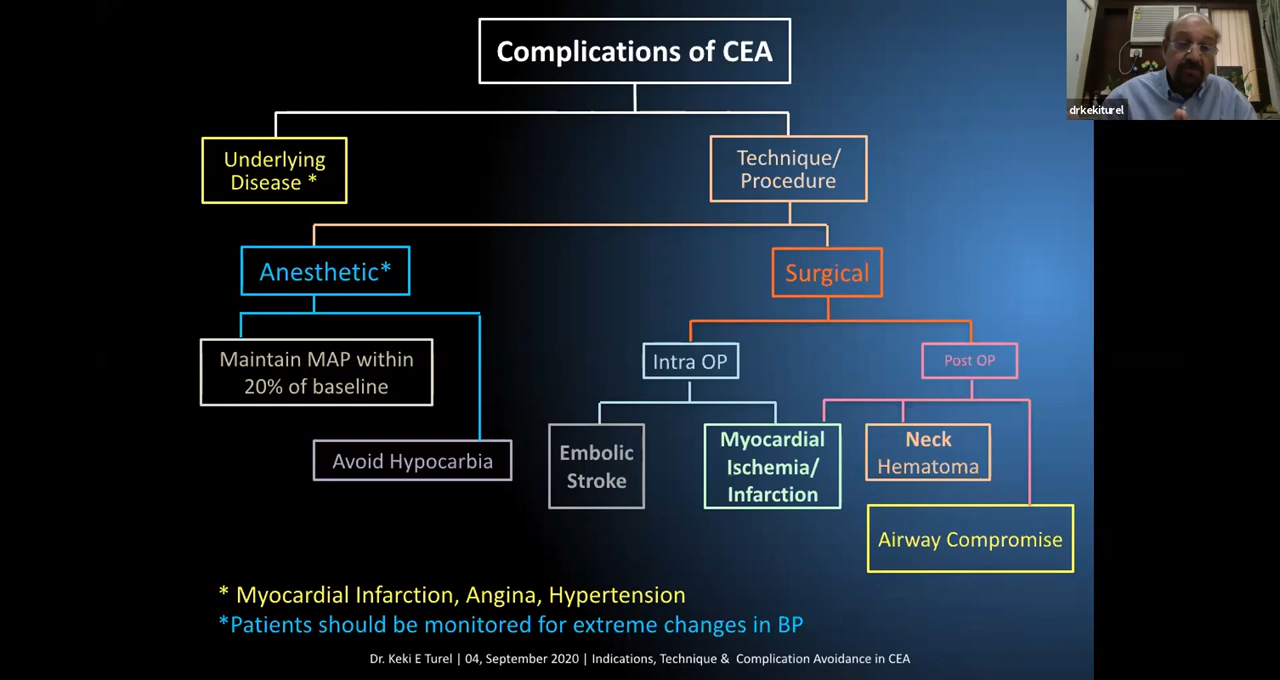 Complications of CEA
drkekiturel
Underlying
Disease *
Technique/
Procedure
Anesthetic*
Surgical
Maintain MAP within
20% of baseline
Intra OP
Post OP
Avoid Hypocarbia
Embolic
Stroke
Myocardial
Ischemia/
Infarction
Neck
Hematoma
Airway Compromise
* Myocardial Infarction, Angina, Hypertension
*Patients should be monitored for extreme changes in BP
Dr. Keki E Turel | 04, September 2020 | Indications, Technique & Complication Avoidance in CEA